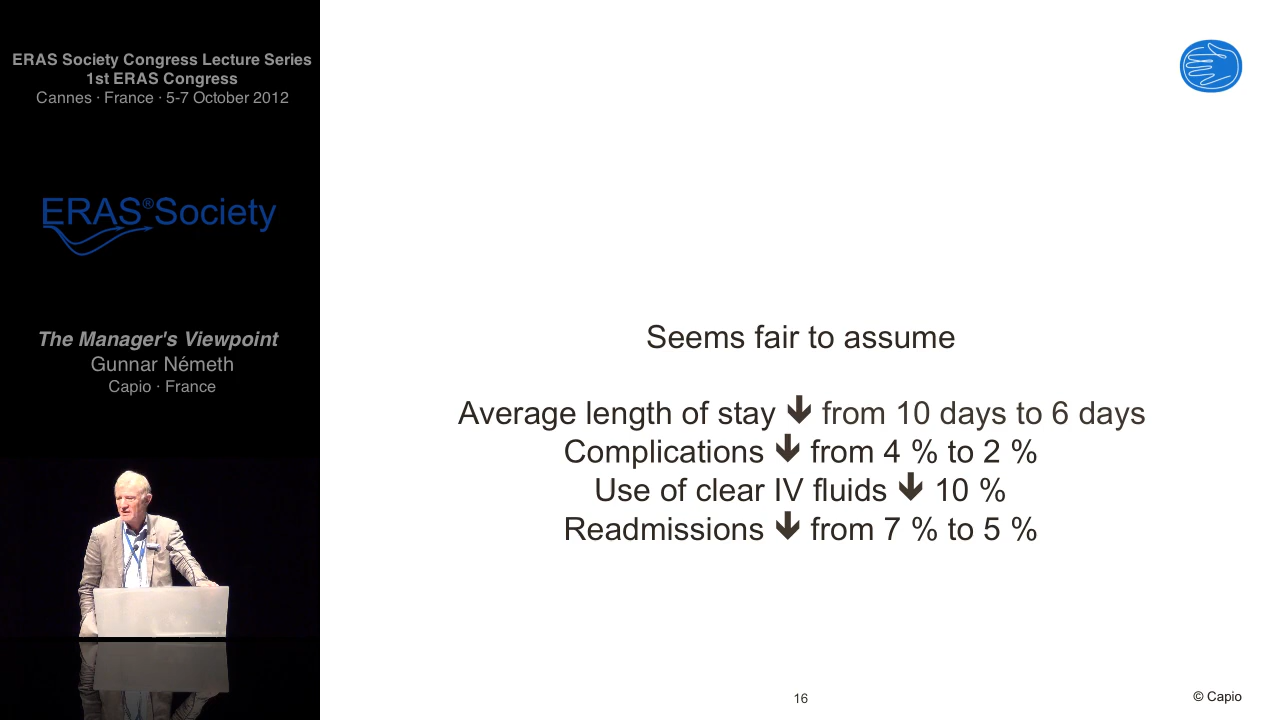 ERAS Society Congress Lecture Series
1st ERAS Congress
Cannes · France · 5-7 October 2012
ERAS®Society
The Manager's Viewpoint
Gunnar Németh
Capio · France
Seems fair to assume
Average length of stay 🡻 from 10 days to 6 days
Complications 🡻 from 4 % to 2 %
Use of clear IV fluids 🡻 10 %
Readmissions 🡻 from 7 % to 5 %
16
© Capio